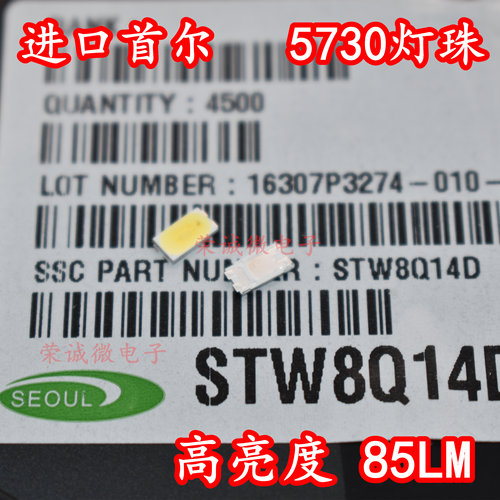 进口首尔 5730灯珠
QUANTITY : 4500
LOT NUMBER : 16307P3274-010-
荣诚微电子
SSC PART NUMBER : STW8Q14D
荣诚微电子
SEOUL
STW8Q14D
高亮度 85LM